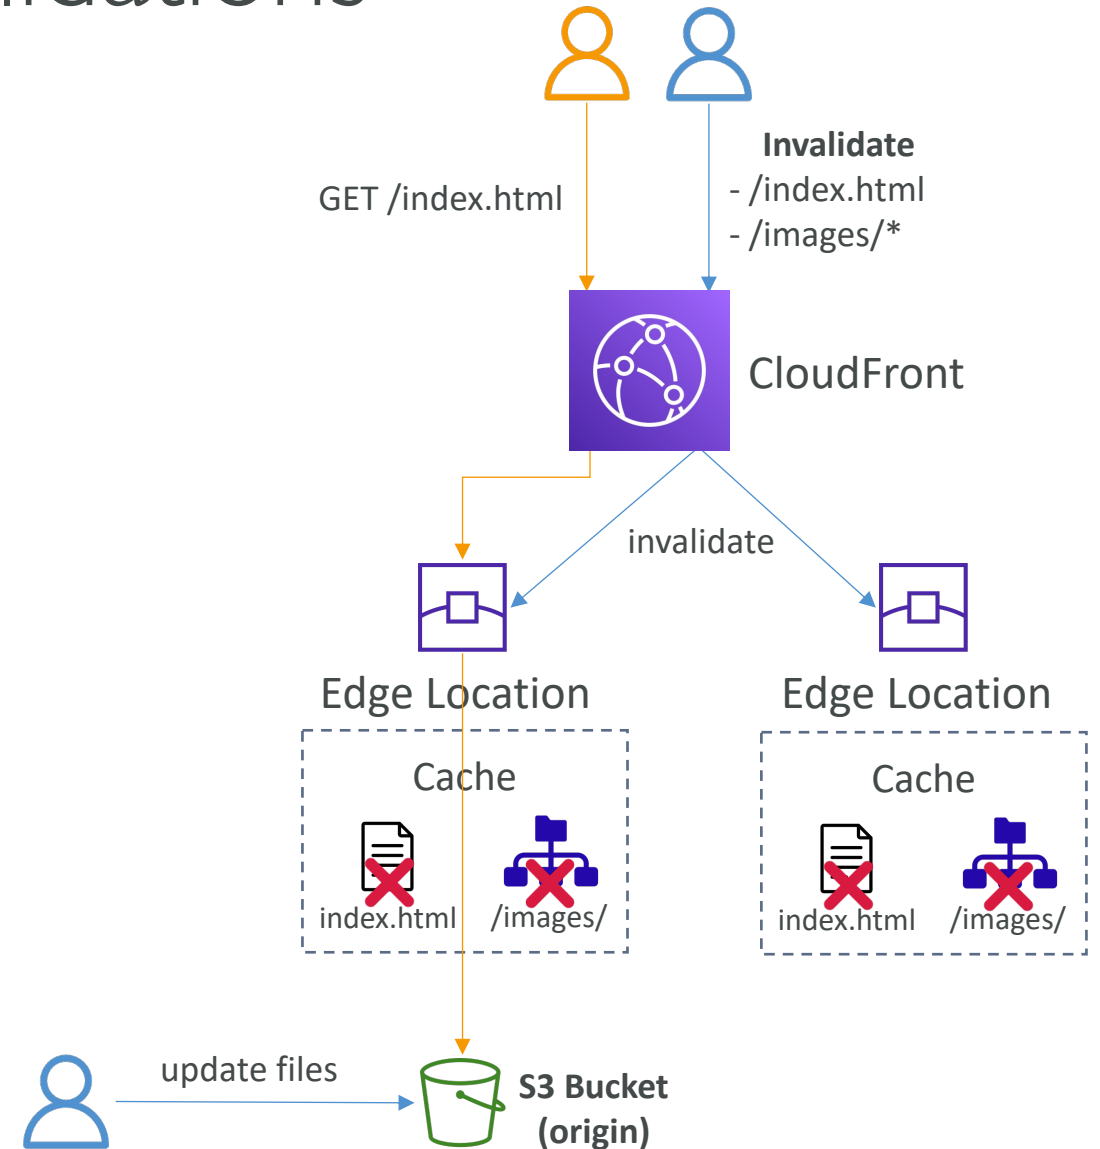 Invalidate
GET /index.html
- /index.html
- /images/*
CloudFront
invalidate
Edge Location
Edge Location
Cache
Cache
index.html
/images/
index.html
/images/
update files
S3 Bucket
(origin)